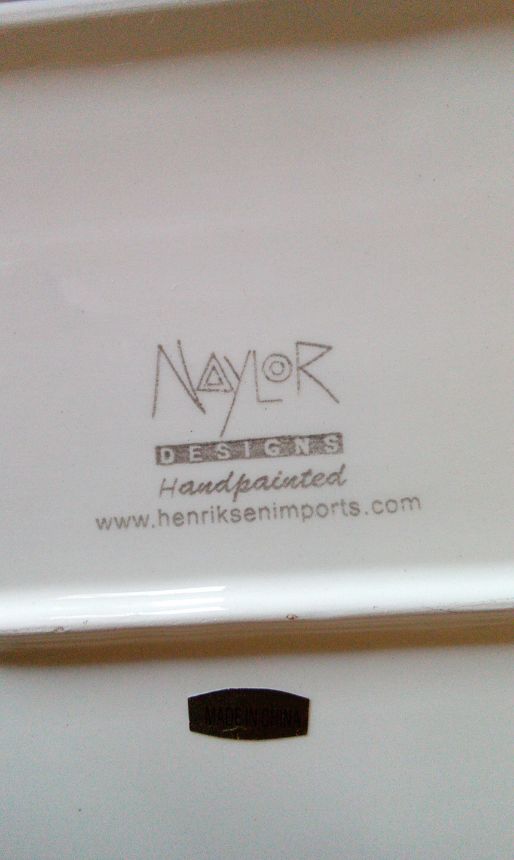 NAYLOR
DESIGNS
Handpainted
www.henriksenimports.com
MADE IN CHINA